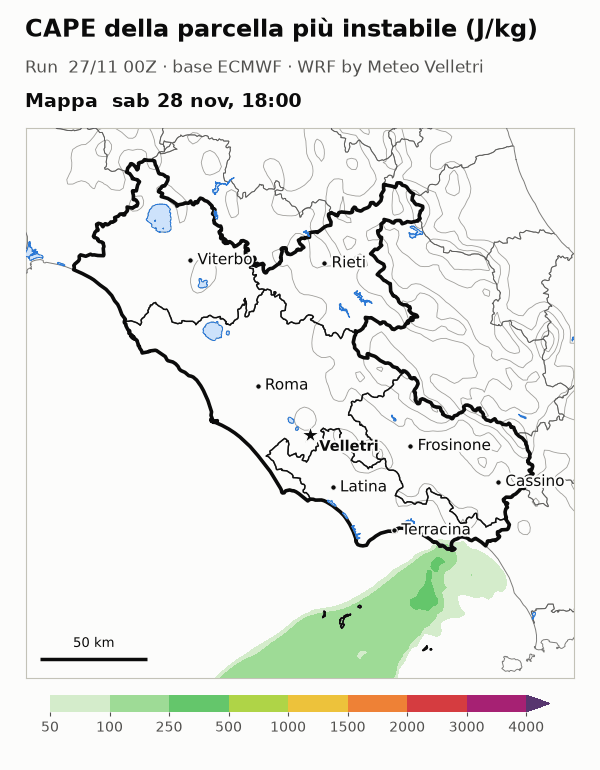 CAPE della parcella più instabile (J/kg)
Run  27/11 00Z · base ECMWF · WRF by Meteo Velletri
Mappa  sab 28 nov, 18:00
Viterbo
Rieti
Roma
Velletri
Frosinone
Cassino
Latina
Terracina
50 km
50 100 250 500 1000 1500 2000 3000 4000